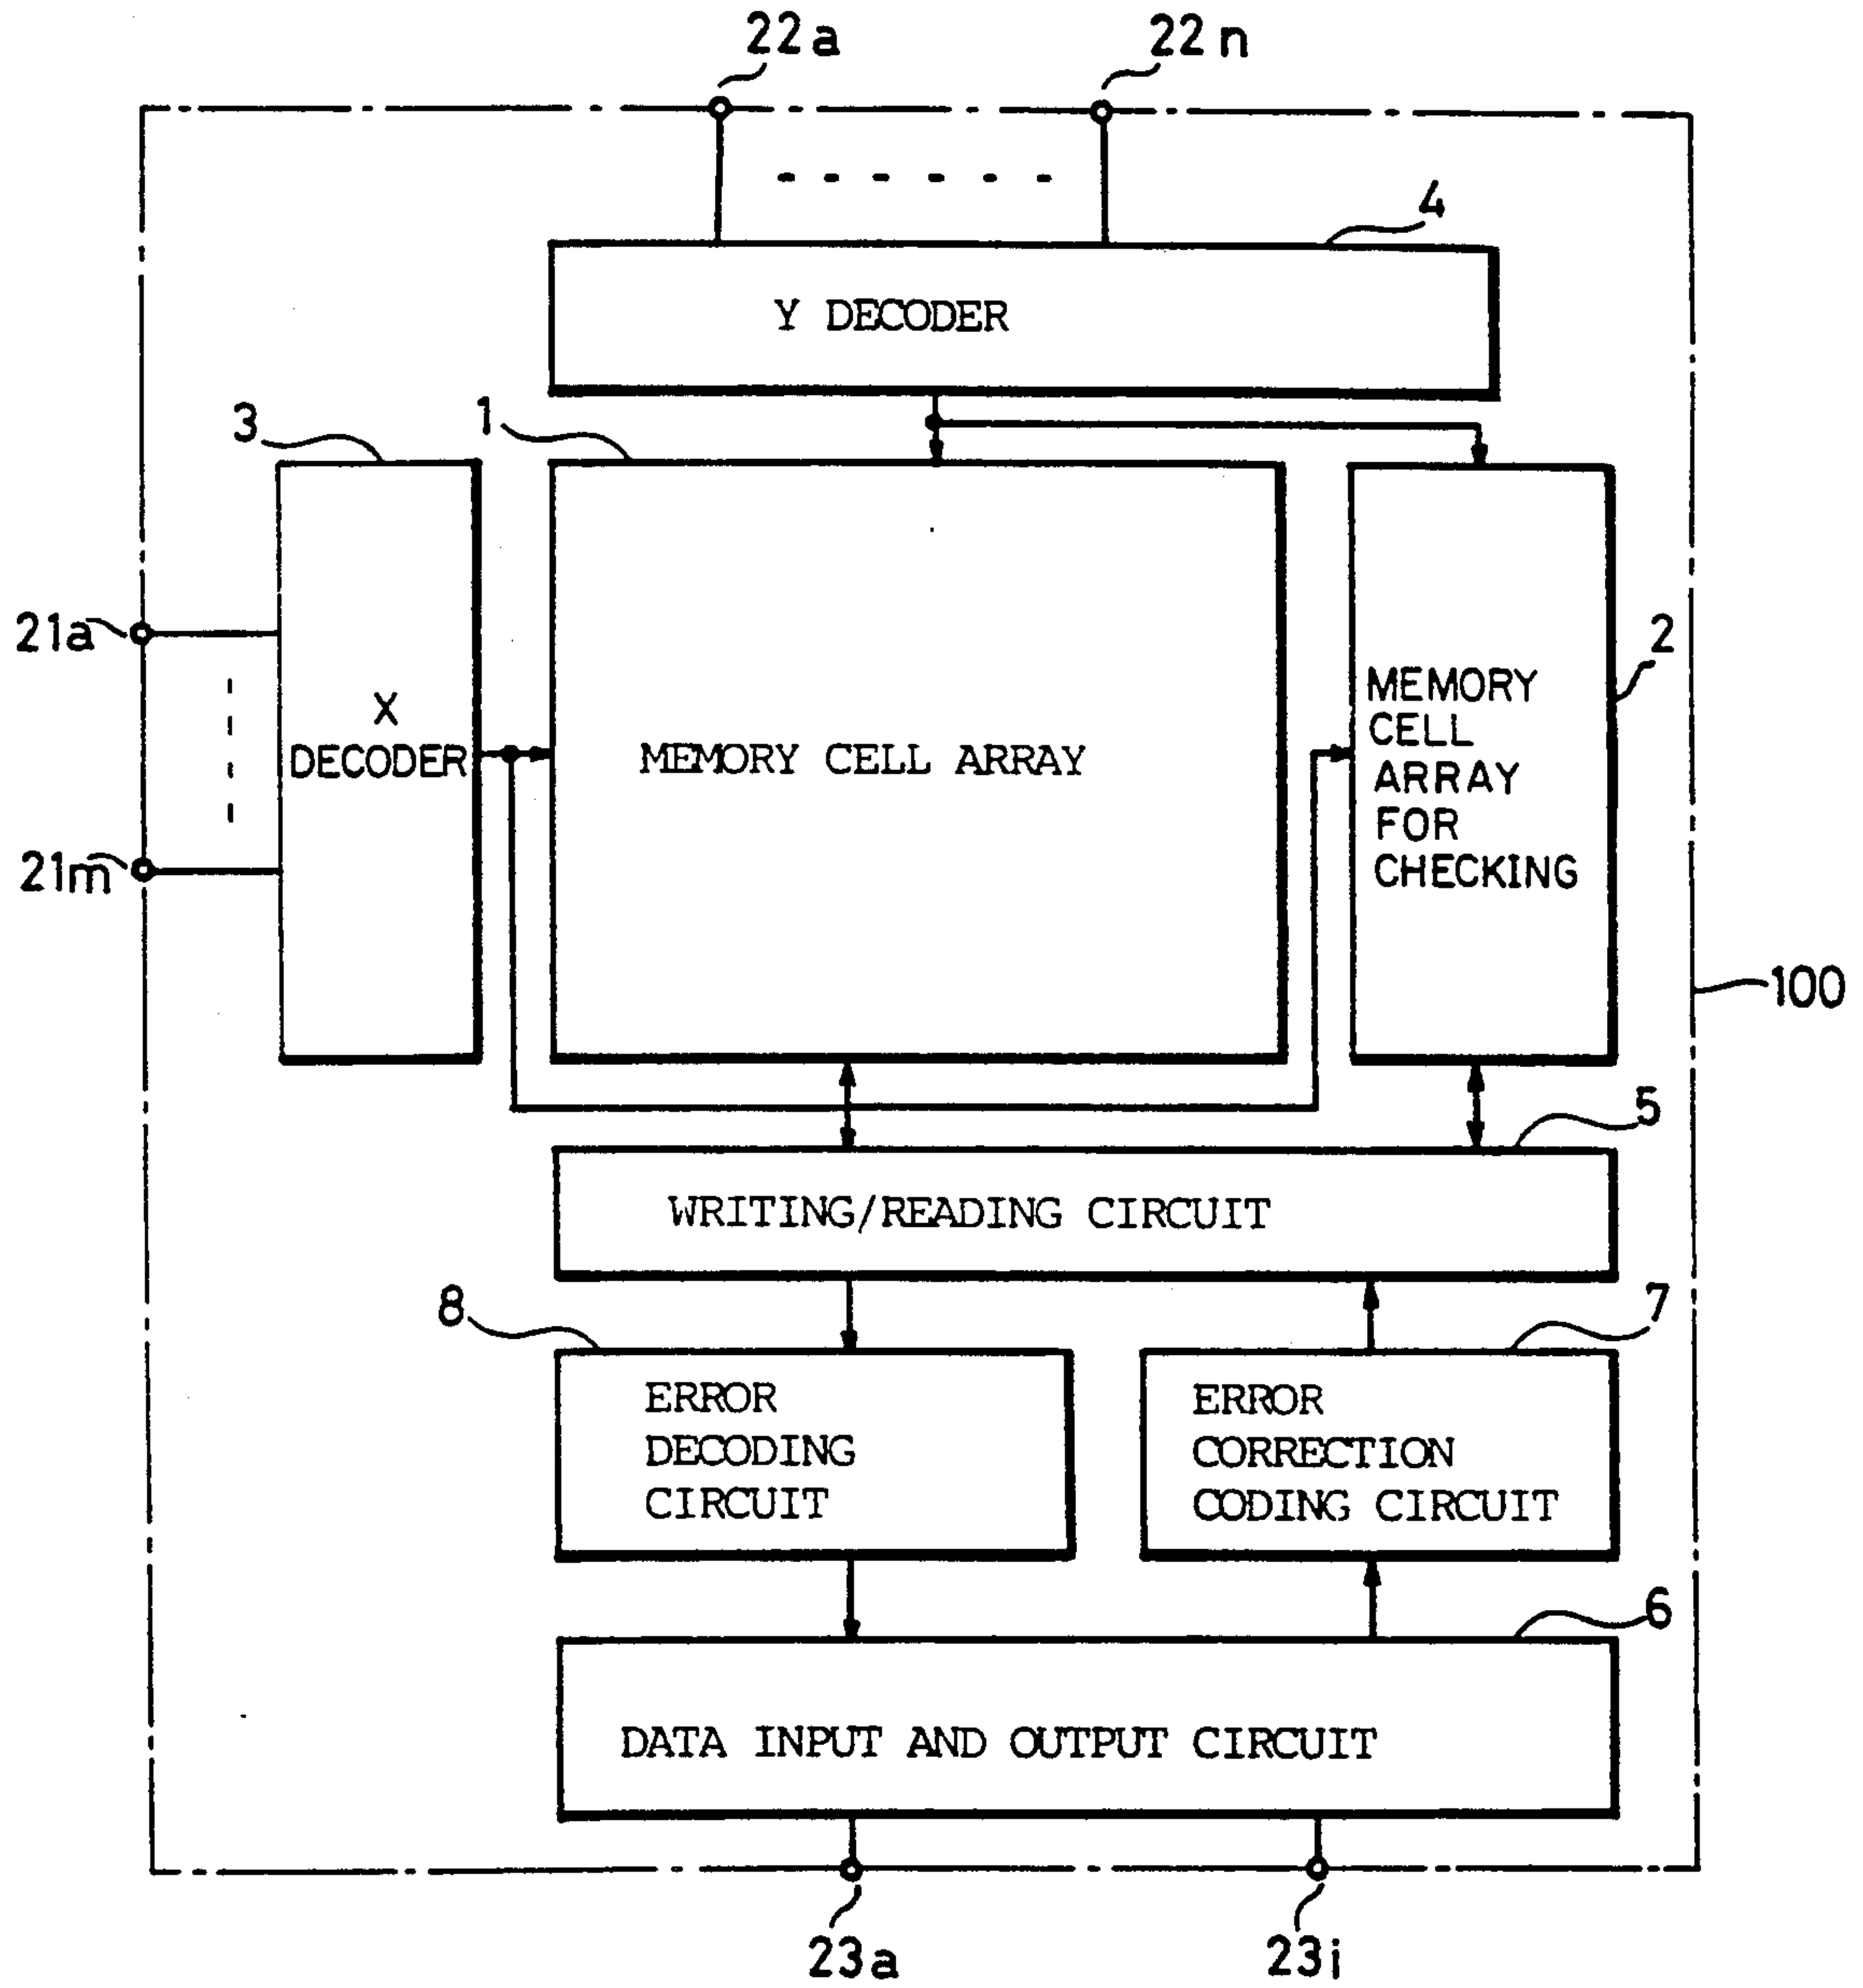 22a
22n
4
Y DECODER
3
1
21a
21m
X
DECODER
MEMORY CELL ARRAY
2
MEMORY
CELL
ARRAY
FOR
CHECKING
100
5
WRITING/READING CIRCUIT
8
7
ERROR
DECODING
CIRCUIT
ERROR
CORRECTION
CODING CIRCUIT
6
DATA INPUT AND OUTPUT CIRCUIT
23a
23i